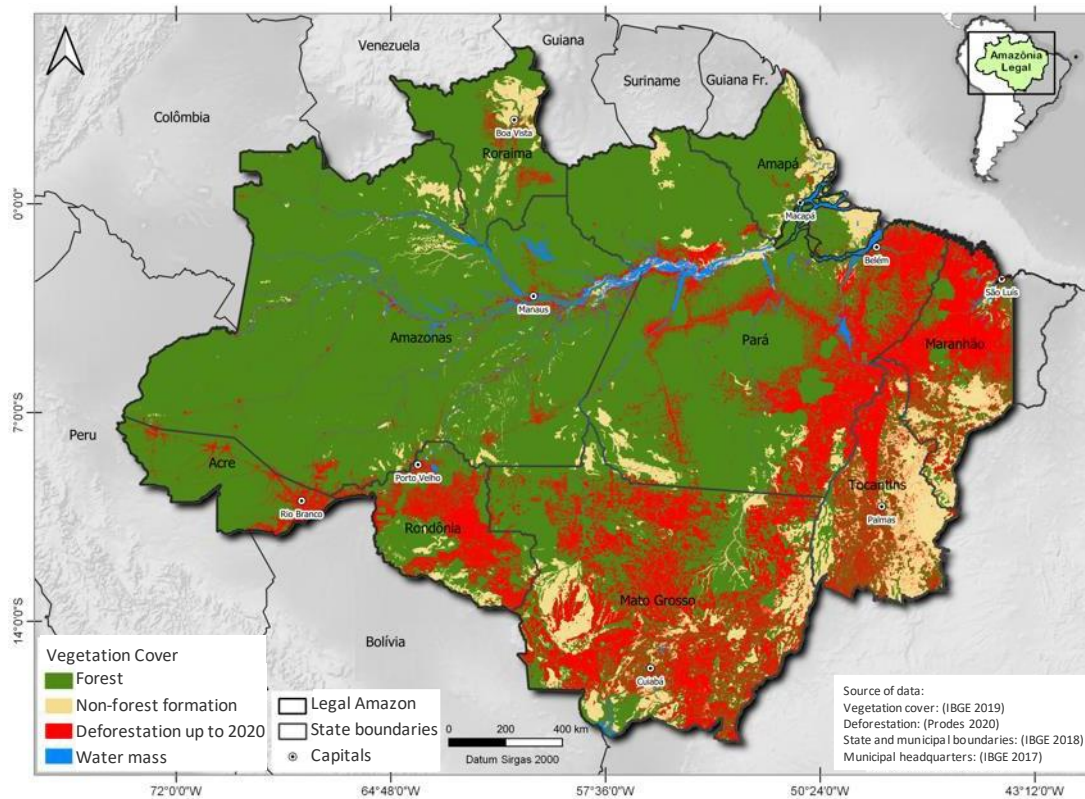 Venezuela
Guiana
Suriname
Guiana Fr.
Colômbia
Amazônia
Legal
Boa Vista
Roraima
Amapá
0°0'0"
Macapá
Belém
São Luís
Manaus
Amazonas
Pará
Maranhão
7°0'0"S
Peru
Acre
Porto Velho
Rio Branco
Rondônia
Tocantins
Palmas
Mato Grosso
14°0'0"S
Bolívia
Cuiabá
Vegetation Cover
Forest
Non-forest formation
Deforestation up to 2020
Water mass
Legal Amazon
State boundaries
Capitals
0 200 400 km
Datum Sirgas 2000
Source of data:
Vegetation cover: (IBGE 2019)
Deforestation: (Prodes 2020)
State and municipal boundaries: (IBGE 2018)
Municipal headquarters: (IBGE 2017)
72°0'0"W
64°48'0"W
57°36'0"W
50°24'0"W
43°12'0"W